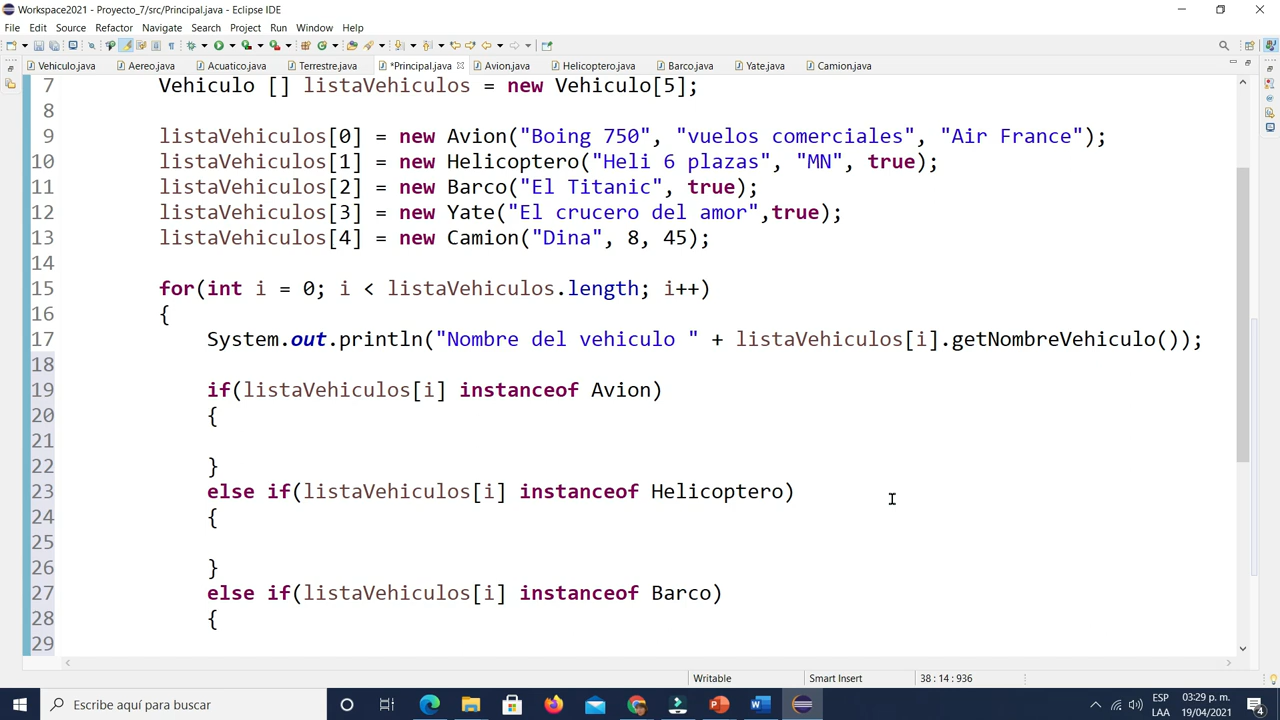 Workspace2021 - Proyecto_7/src/Principal.java - Eclipse IDE
File Edit Source Refactor Navigate Search Project Run Window Help
Vehiculo.java Aereo.java Acuatico.java Terrestre.java *Principal.java Avion.java Helicoptero.java Barco.java Yate.java Camion.java
7 Vehiculo [] listaVehiculos = new Vehiculo[5];
8
9 listaVehiculos[0] = new Avion("Boing 750", "vuelos comerciales", "Air France");
10 listaVehiculos[1] = new Helicoptero("Heli 6 plazas", "MN", true);
11 listaVehiculos[2] = new Barco("El Titanic", true);
12 listaVehiculos[3] = new Yate("El crucero del amor",true);
13 listaVehiculos[4] = new Camion("Dina", 8, 45);
14
15 for(int i = 0; i < listaVehiculos.length; i++)
16 {
17 System.out.println("Nombre del vehiculo " + listaVehiculos[i].getNombreVehiculo());
18
19 if(listaVehiculos[i] instanceof Avion)
20 {
21
22 }
23 else if(listaVehiculos[i] instanceof Helicoptero)
24 {
25
26 }
27 else if(listaVehiculos[i] instanceof Barco)
28 {
29
Writable Smart Insert 38 : 14 : 936
Escribe aquí para buscar
ESP 03:29 p. m.
LAA 19/04/2021
4